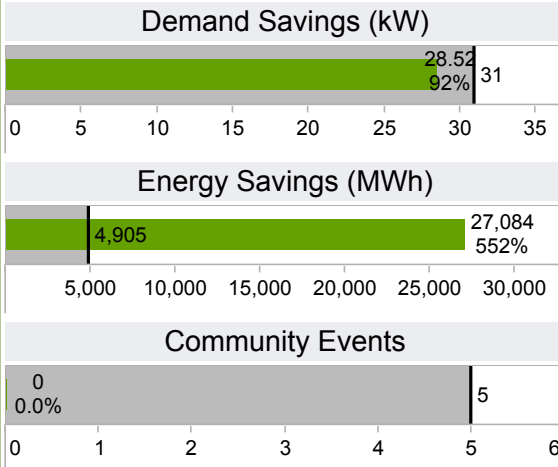 Demand Savings (kW)
28.52
92%
31
0 5 10 15 20 25 30 35
Energy Savings (MWh)
4,905
27,084
552%
5,000 10,000 15,000 20,000 25,000 30,000
Community Events
0
0.0%
5
0 1 2 3 4 5 6